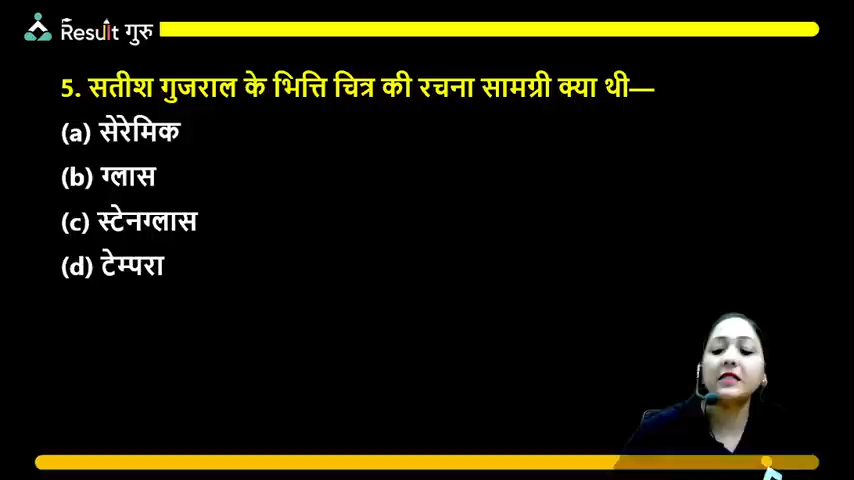 Result गुरु
5. सतीश गुजराल के भित्ति चित्र की रचना सामग्री क्या थी—
(a) सेरेमिक
(b) ग्लास
(c) स्टेनग्लास
(d) टेम्परा